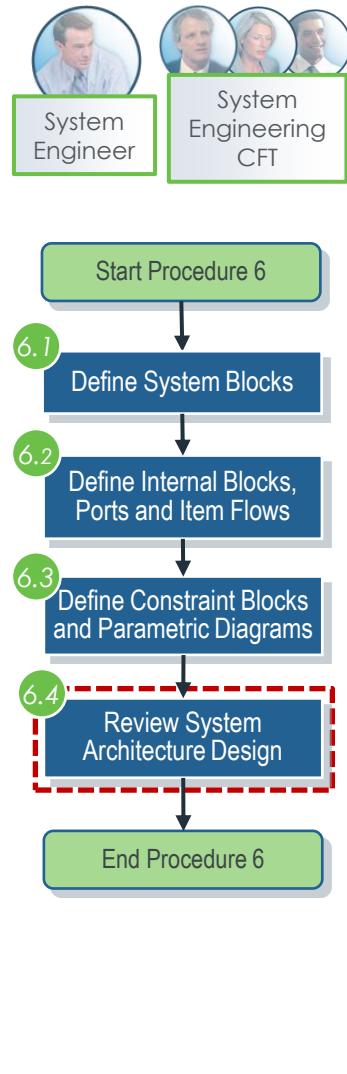 System
Engineer
System
Engineering
CFT
Start Procedure 6
6.1
Define System Blocks
6.2
Define Internal Blocks,
Ports and Item Flows
6.3
Define Constraint Blocks
and Parametric Diagrams
6.4
Review System
Architecture Design
End Procedure 6